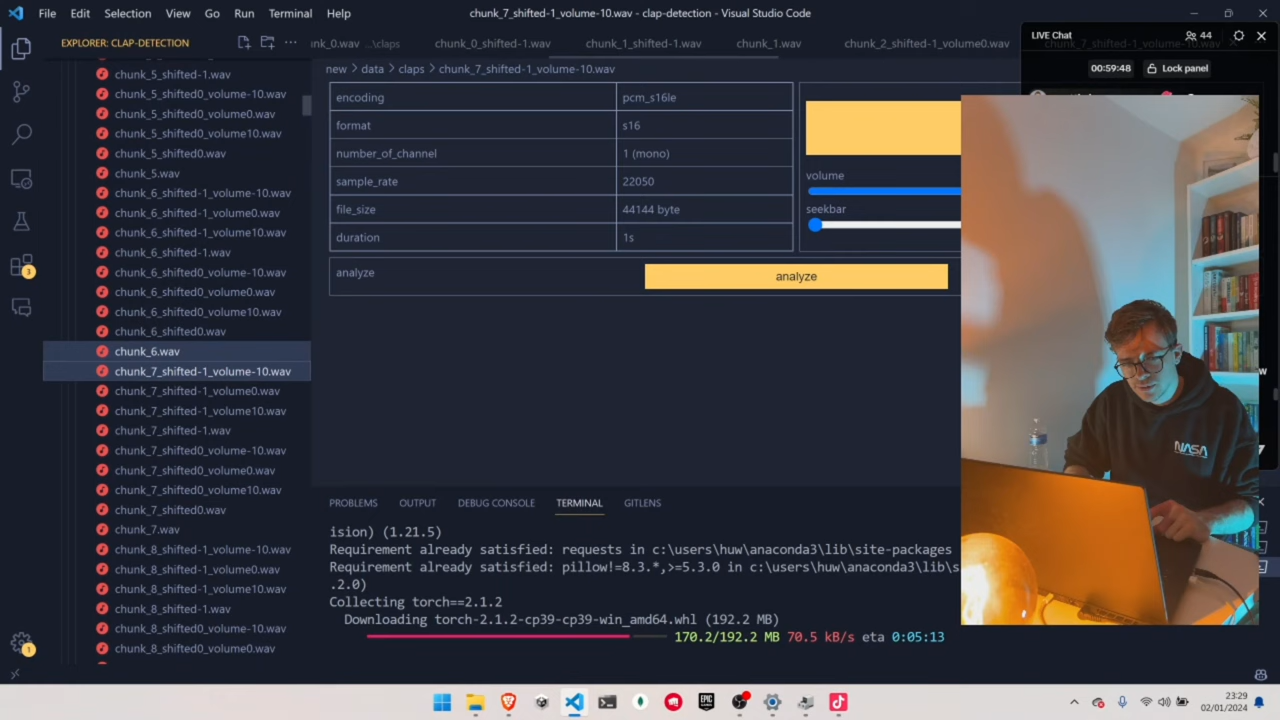 File Edit Selection View Go Run Terminal Help
chunk_7_shifted-1_volume-10.wav - clap-detection - Visual Studio Code
EXPLORER: CLAP-DETECTION
nk_0.wav ...\claps chunk_0_shifted-1.wav chunk_1_shifted-1.wav chunk_1.wav chunk_2_shifted-1_volume0.wav
LIVE Chat 44
00:59:48 Lock panel
new > data > claps > chunk_7_shifted-1_volume-10.wav
chunk_5_shifted-1.wav
chunk_5_shifted0_volume-10.wav
chunk_5_shifted0_volume0.wav
chunk_5_shifted0_volume10.wav
chunk_5_shifted0.wav
chunk_5.wav
chunk_6_shifted-1_volume-10.wav
chunk_6_shifted-1_volume0.wav
chunk_6_shifted-1_volume10.wav
chunk_6_shifted-1.wav
chunk_6_shifted0_volume-10.wav
chunk_6_shifted0_volume0.wav
chunk_6_shifted0_volume10.wav
chunk_6_shifted0.wav
chunk_6.wav
chunk_7_shifted-1_volume-10.wav
chunk_7_shifted-1_volume0.wav
chunk_7_shifted-1_volume10.wav
chunk_7_shifted-1.wav
chunk_7_shifted0_volume-10.wav
chunk_7_shifted0_volume0.wav
chunk_7_shifted0_volume10.wav
chunk_7_shifted0.wav
chunk_7.wav
chunk_8_shifted-1_volume-10.wav
chunk_8_shifted-1_volume0.wav
chunk_8_shifted-1_volume10.wav
chunk_8_shifted-1.wav
chunk_8_shifted0_volume-10.wav
chunk_8_shifted0_volume0.wav
3
1
encoding pcm_s16le
format s16
number_of_channel 1 (mono)
sample_rate 22050
file_size 44144 byte
duration 1s
volume
seekbar
analyze analyze
NASA
PROBLEMS OUTPUT DEBUG CONSOLE TERMINAL GITLENS
ision) (1.21.5)
Requirement already satisfied: requests in c:\users\huw\anaconda3\lib\site-packages
Requirement already satisfied: pillow!=8.3.*,>=5.3.0 in c:\users\huw\anaconda3\lib\s
.2.0)
Collecting torch==2.1.2
Downloading torch-2.1.2-cp39-cp39-win_amd64.whl (192.2 MB)
170.2/192.2 MB 70.5 kB/s eta 0:05:13
EPIC GAMES
23:29
02/01/2024